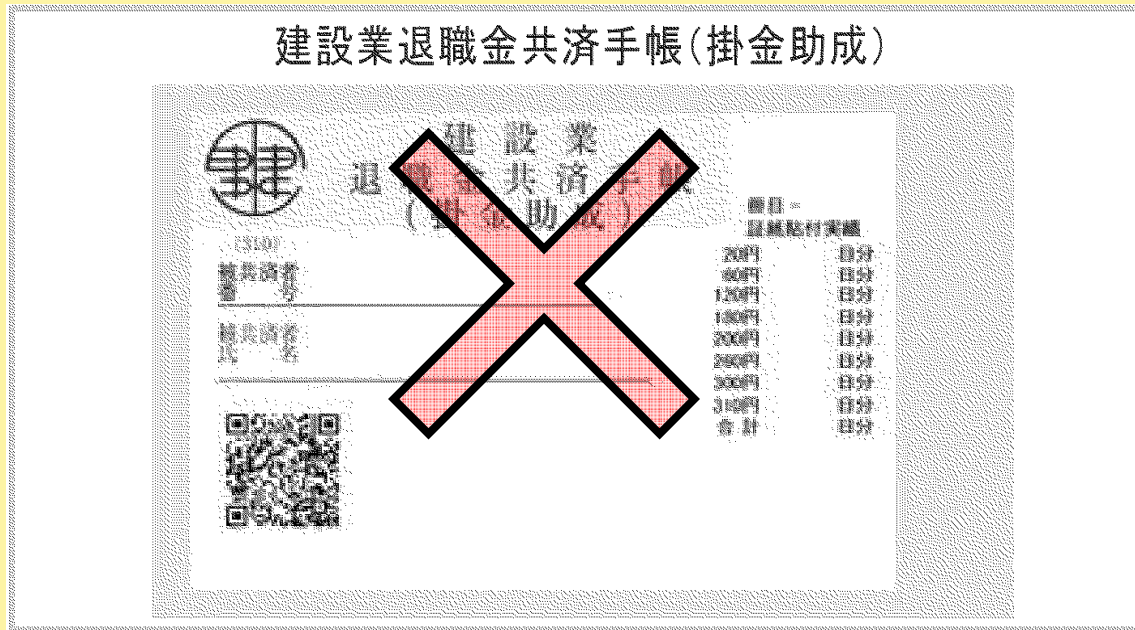 建設業退職金共済手帳(掛金助成)
建設業
退職金共済手帳
(掛金助成)
(310)
被共済者
番号
被共済者
氏名
証紙貼付実績
20円 日分
60円 日分
120円 日分
180円 日分
200円 日分
260円 日分
300円 日分
310円 日分
合計 日分